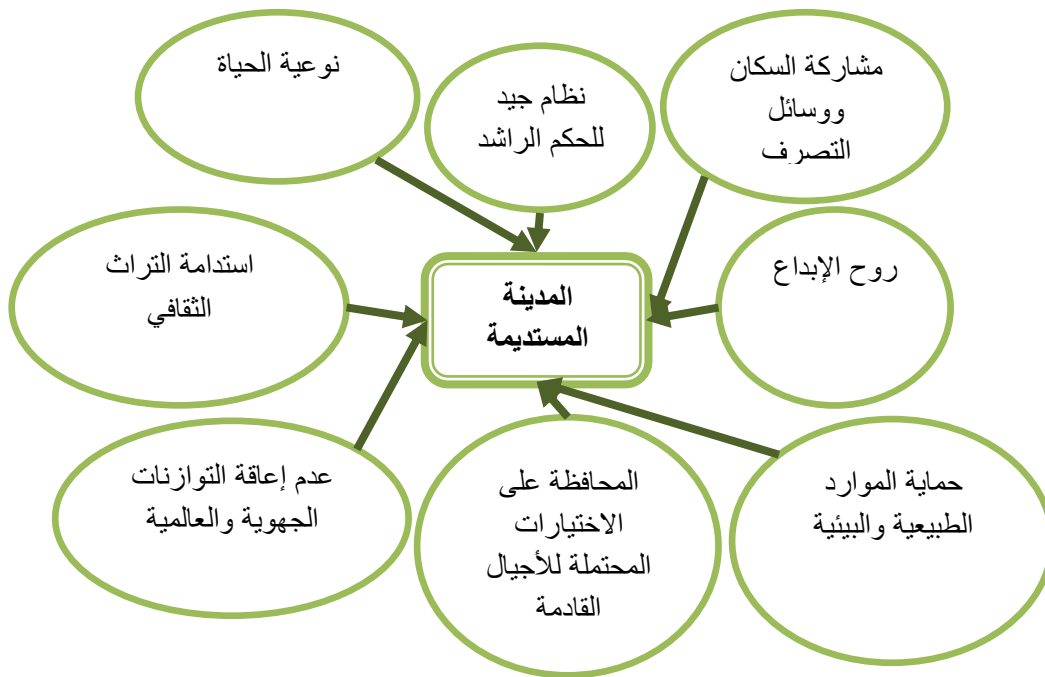 مشاركة السكان
ووسائل
التصرف
نظام جيد
للحكم الراشد
نوعية الحياة
روح الإبداع
المدينة
المستديمة
استدامة التراث
الثقافي
حماية الموارد
الطبيعية والبيئية
المحافظة على
الاختيارات
المحتملة للأجيال
القادمة
عدم إعاقة التوازنات
الجهوية والعالمية